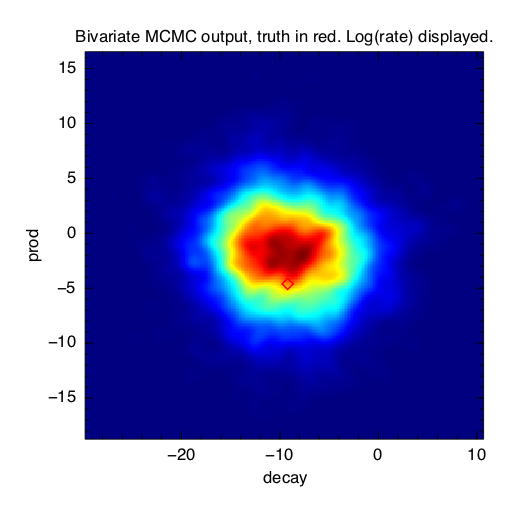 Bivariate MCMC output, truth in red. Log(rate) displayed.
15
10
5
0
−5
−10
−15
prod
−20 −10 0 10
decay